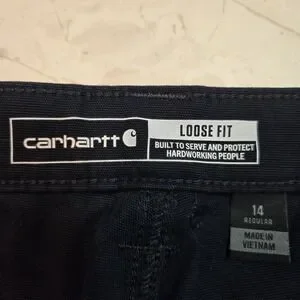 carhartt
LOOSE FIT
BUILT TO SERVE AND PROTECT
HARDWORKING PEOPLE
14
REGULAR
MADE IN
VIETNAM